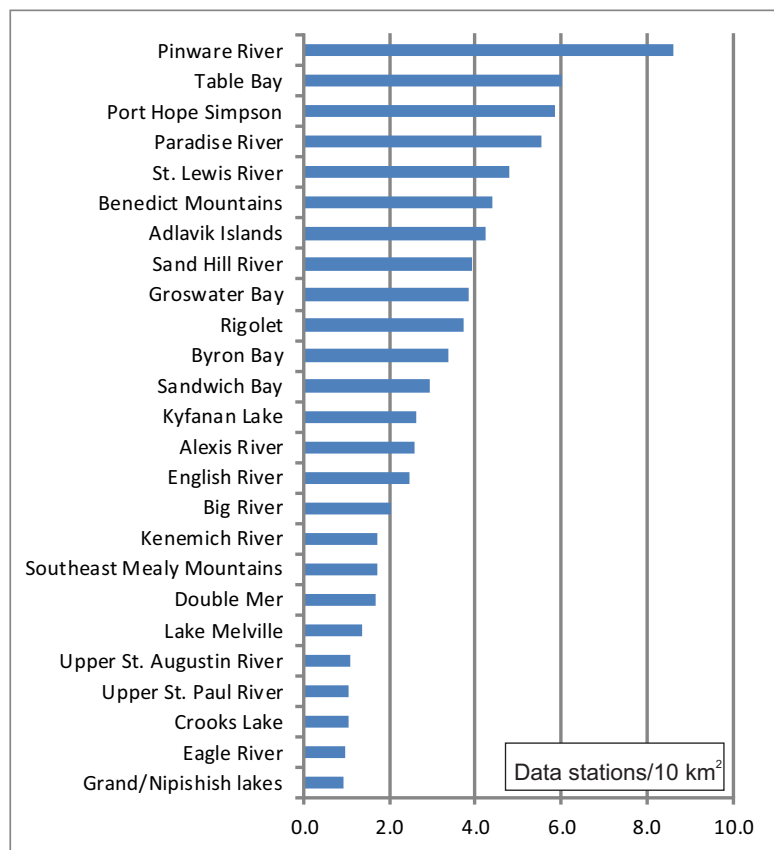 Pinware River
Table Bay
Port Hope Simpson
Paradise River
St. Lewis River
Benedict Mountains
Adlavik Islands
Sand Hill River
Groswater Bay
Rigolet
Byron Bay
Sandwich Bay
Kyfanan Lake
Alexis River
English River
Big River
Kenemich River
Southeast Mealy Mountains
Double Mer
Lake Melville
Upper St. Augustin River
Upper St. Paul River
Crooks Lake
Eagle River
Grand/Nipishish lakes
Data stations/10 km²
0.0 2.0 4.0 6.0 8.0 10.0